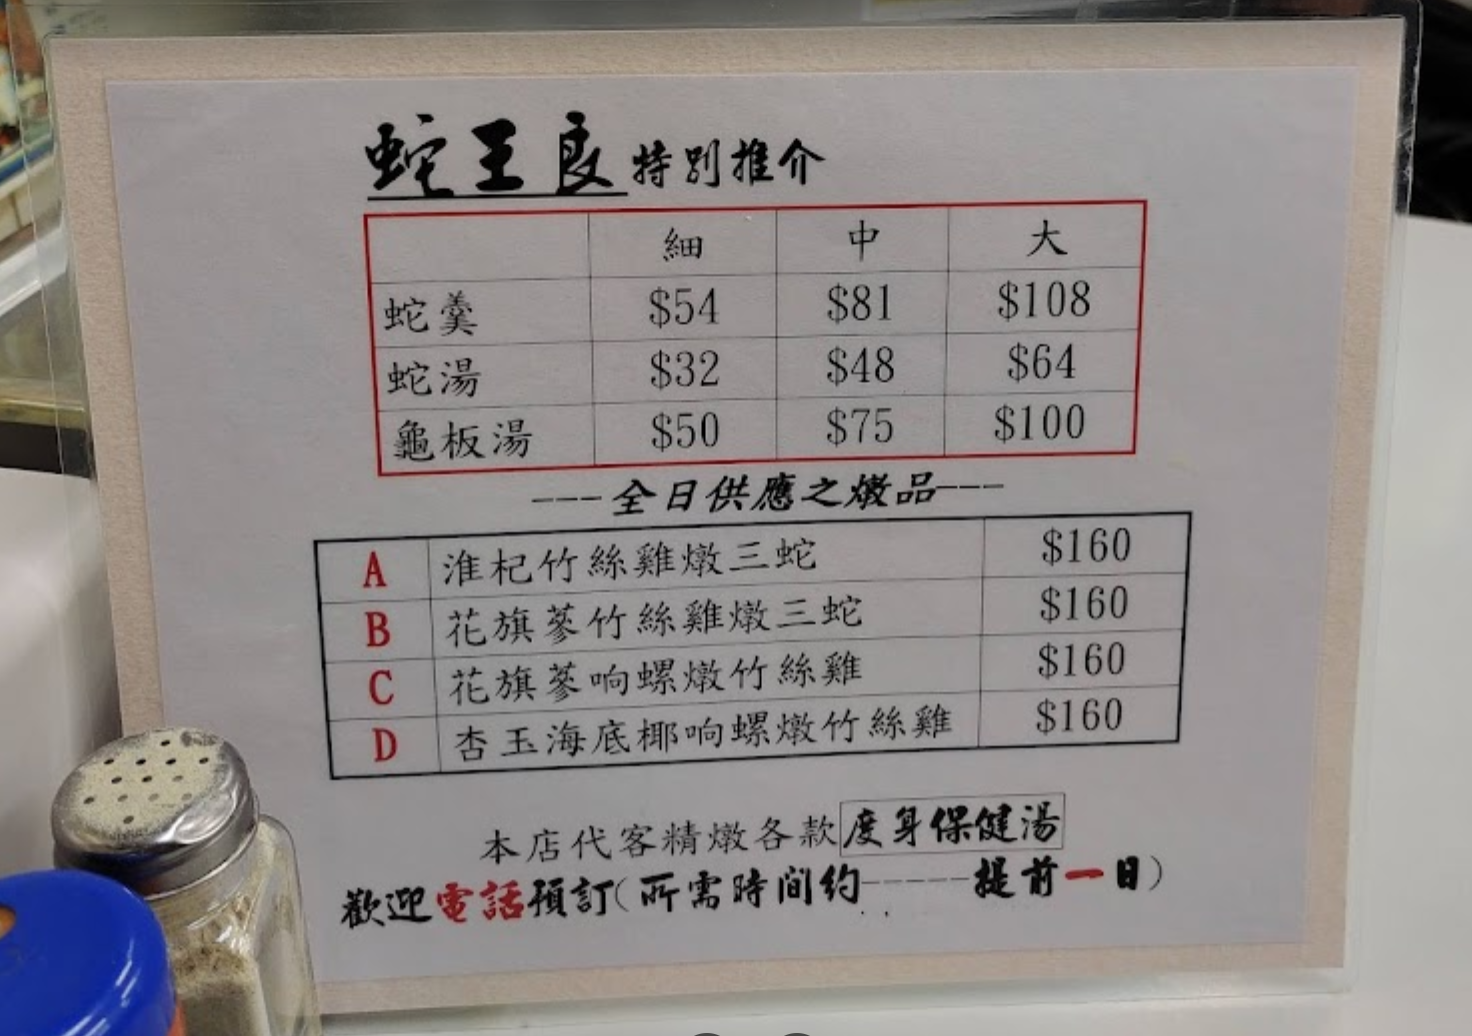 蛇王良特別推介
細 中 大
蛇羹 $54 $81 $108
蛇湯 $32 $48 $64
龜板湯 $50 $75 $100
---全日供應之燉品---
A 淮杞竹絲雞燉三蛇 $160
B 花旗蔘竹絲雞燉三蛇 $160
C 花旗蔘响螺燉竹絲雞 $160
D 杏玉海底椰响螺燉竹絲雞 $160
本店代客精燉各款度身保健湯
歡迎電話預訂(所需時間約------提前一日)